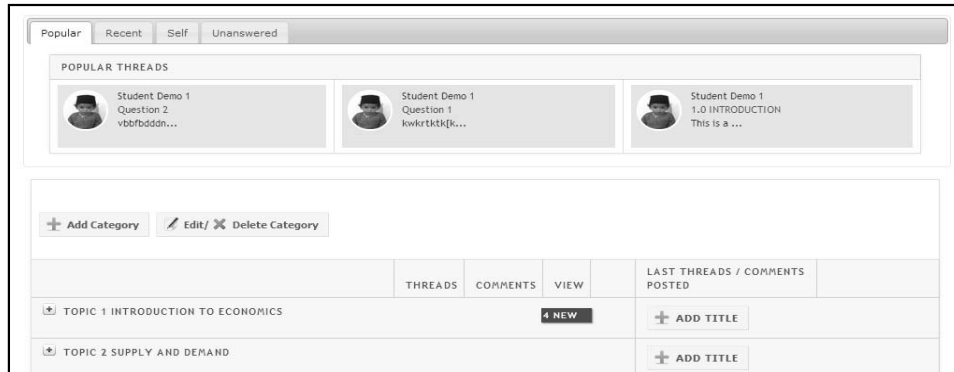 Popular Recent Self Unanswered
POPULAR THREADS
Student Demo 1
Question 2
vbbfbdddn...
Student Demo 1
Question 1
kwkrtktk[k...
Student Demo 1
1.0 INTRODUCTION
This is a ...
Add Category Edit/ Delete Category
THREADS COMMENTS VIEW LAST THREADS / COMMENTS
POSTED
TOPIC 1 INTRODUCTION TO ECONOMICS 4 NEW ADD TITLE
TOPIC 2 SUPPLY AND DEMAND ADD TITLE